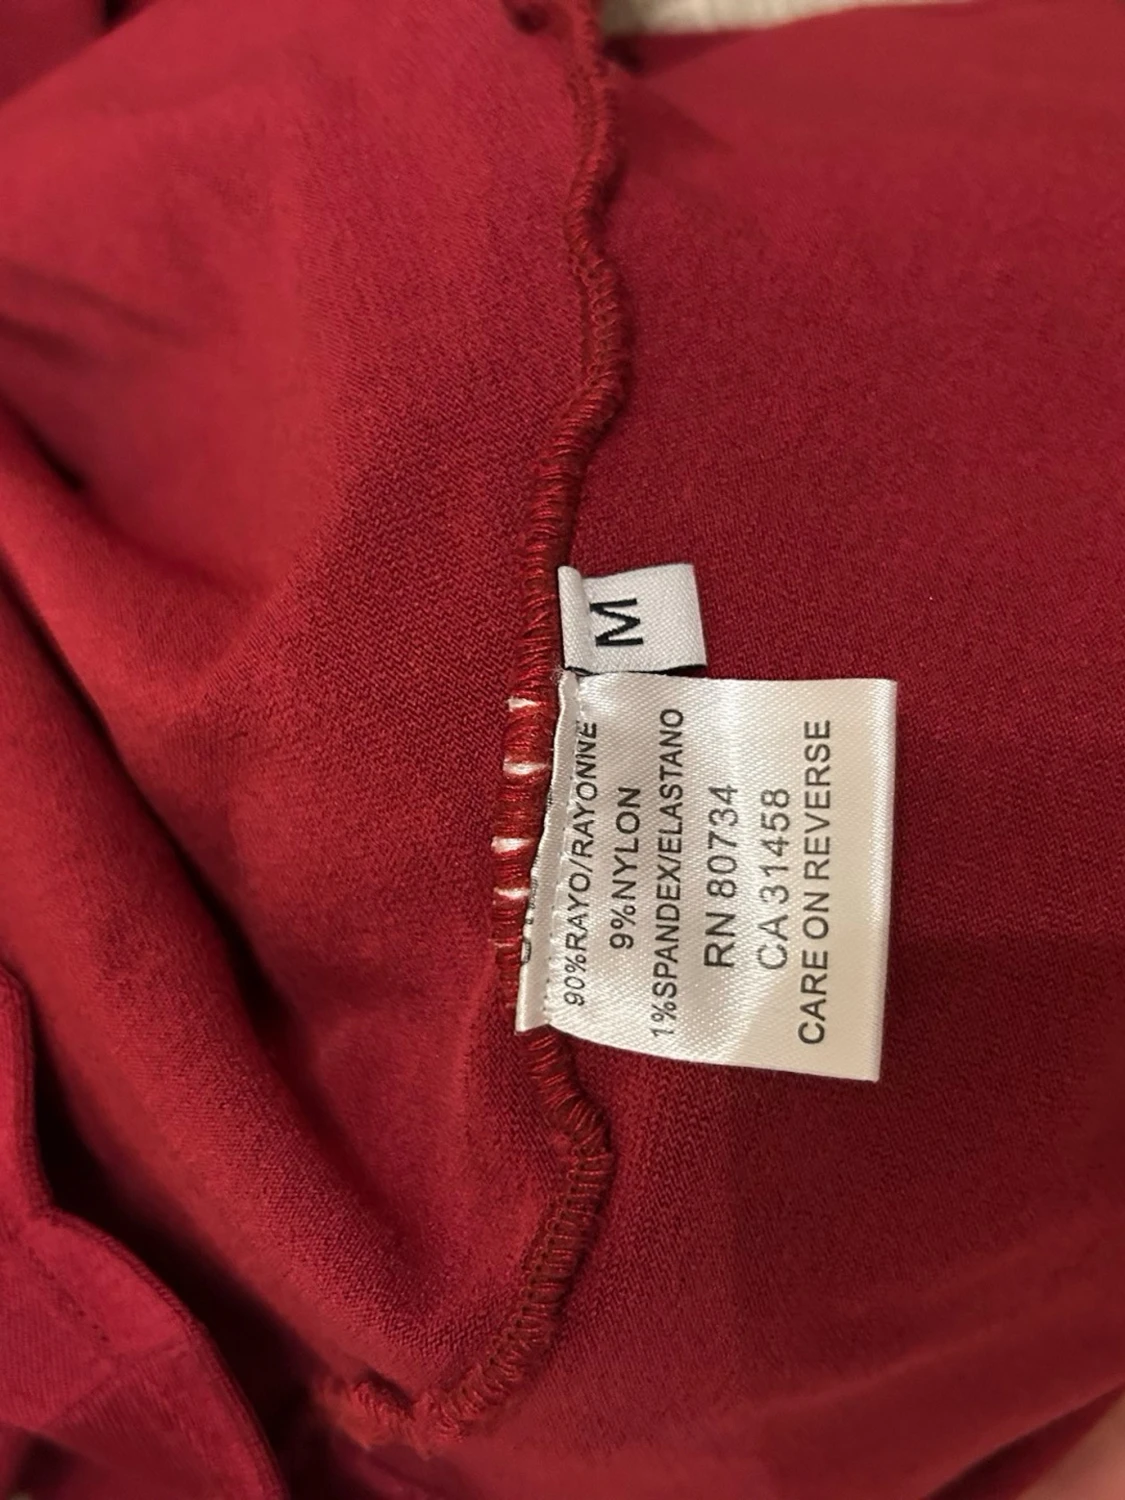 M
90%RAYO/RAYONNE
9%NYLON
1%SPANDEX/ELASTANO
RN 80734
CA 31458
CARE ON REVERSE